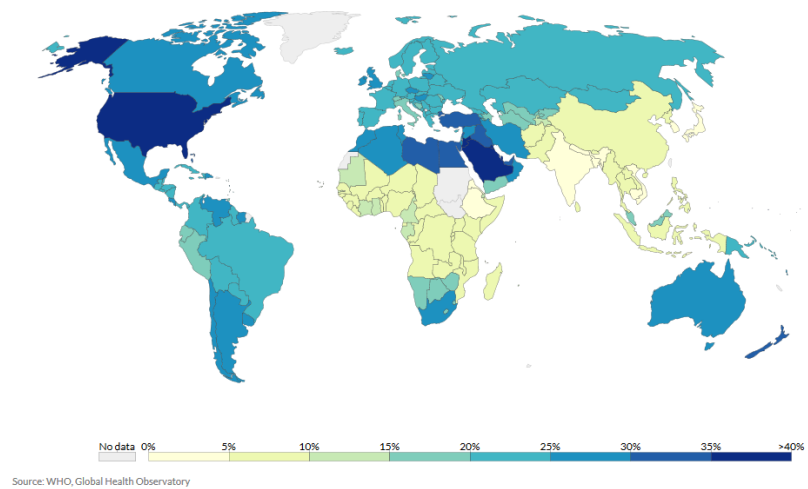 No data 0% 5% 10% 15% 20% 25% 30% 35% >40%
Source: WHO, Global Health Observatory